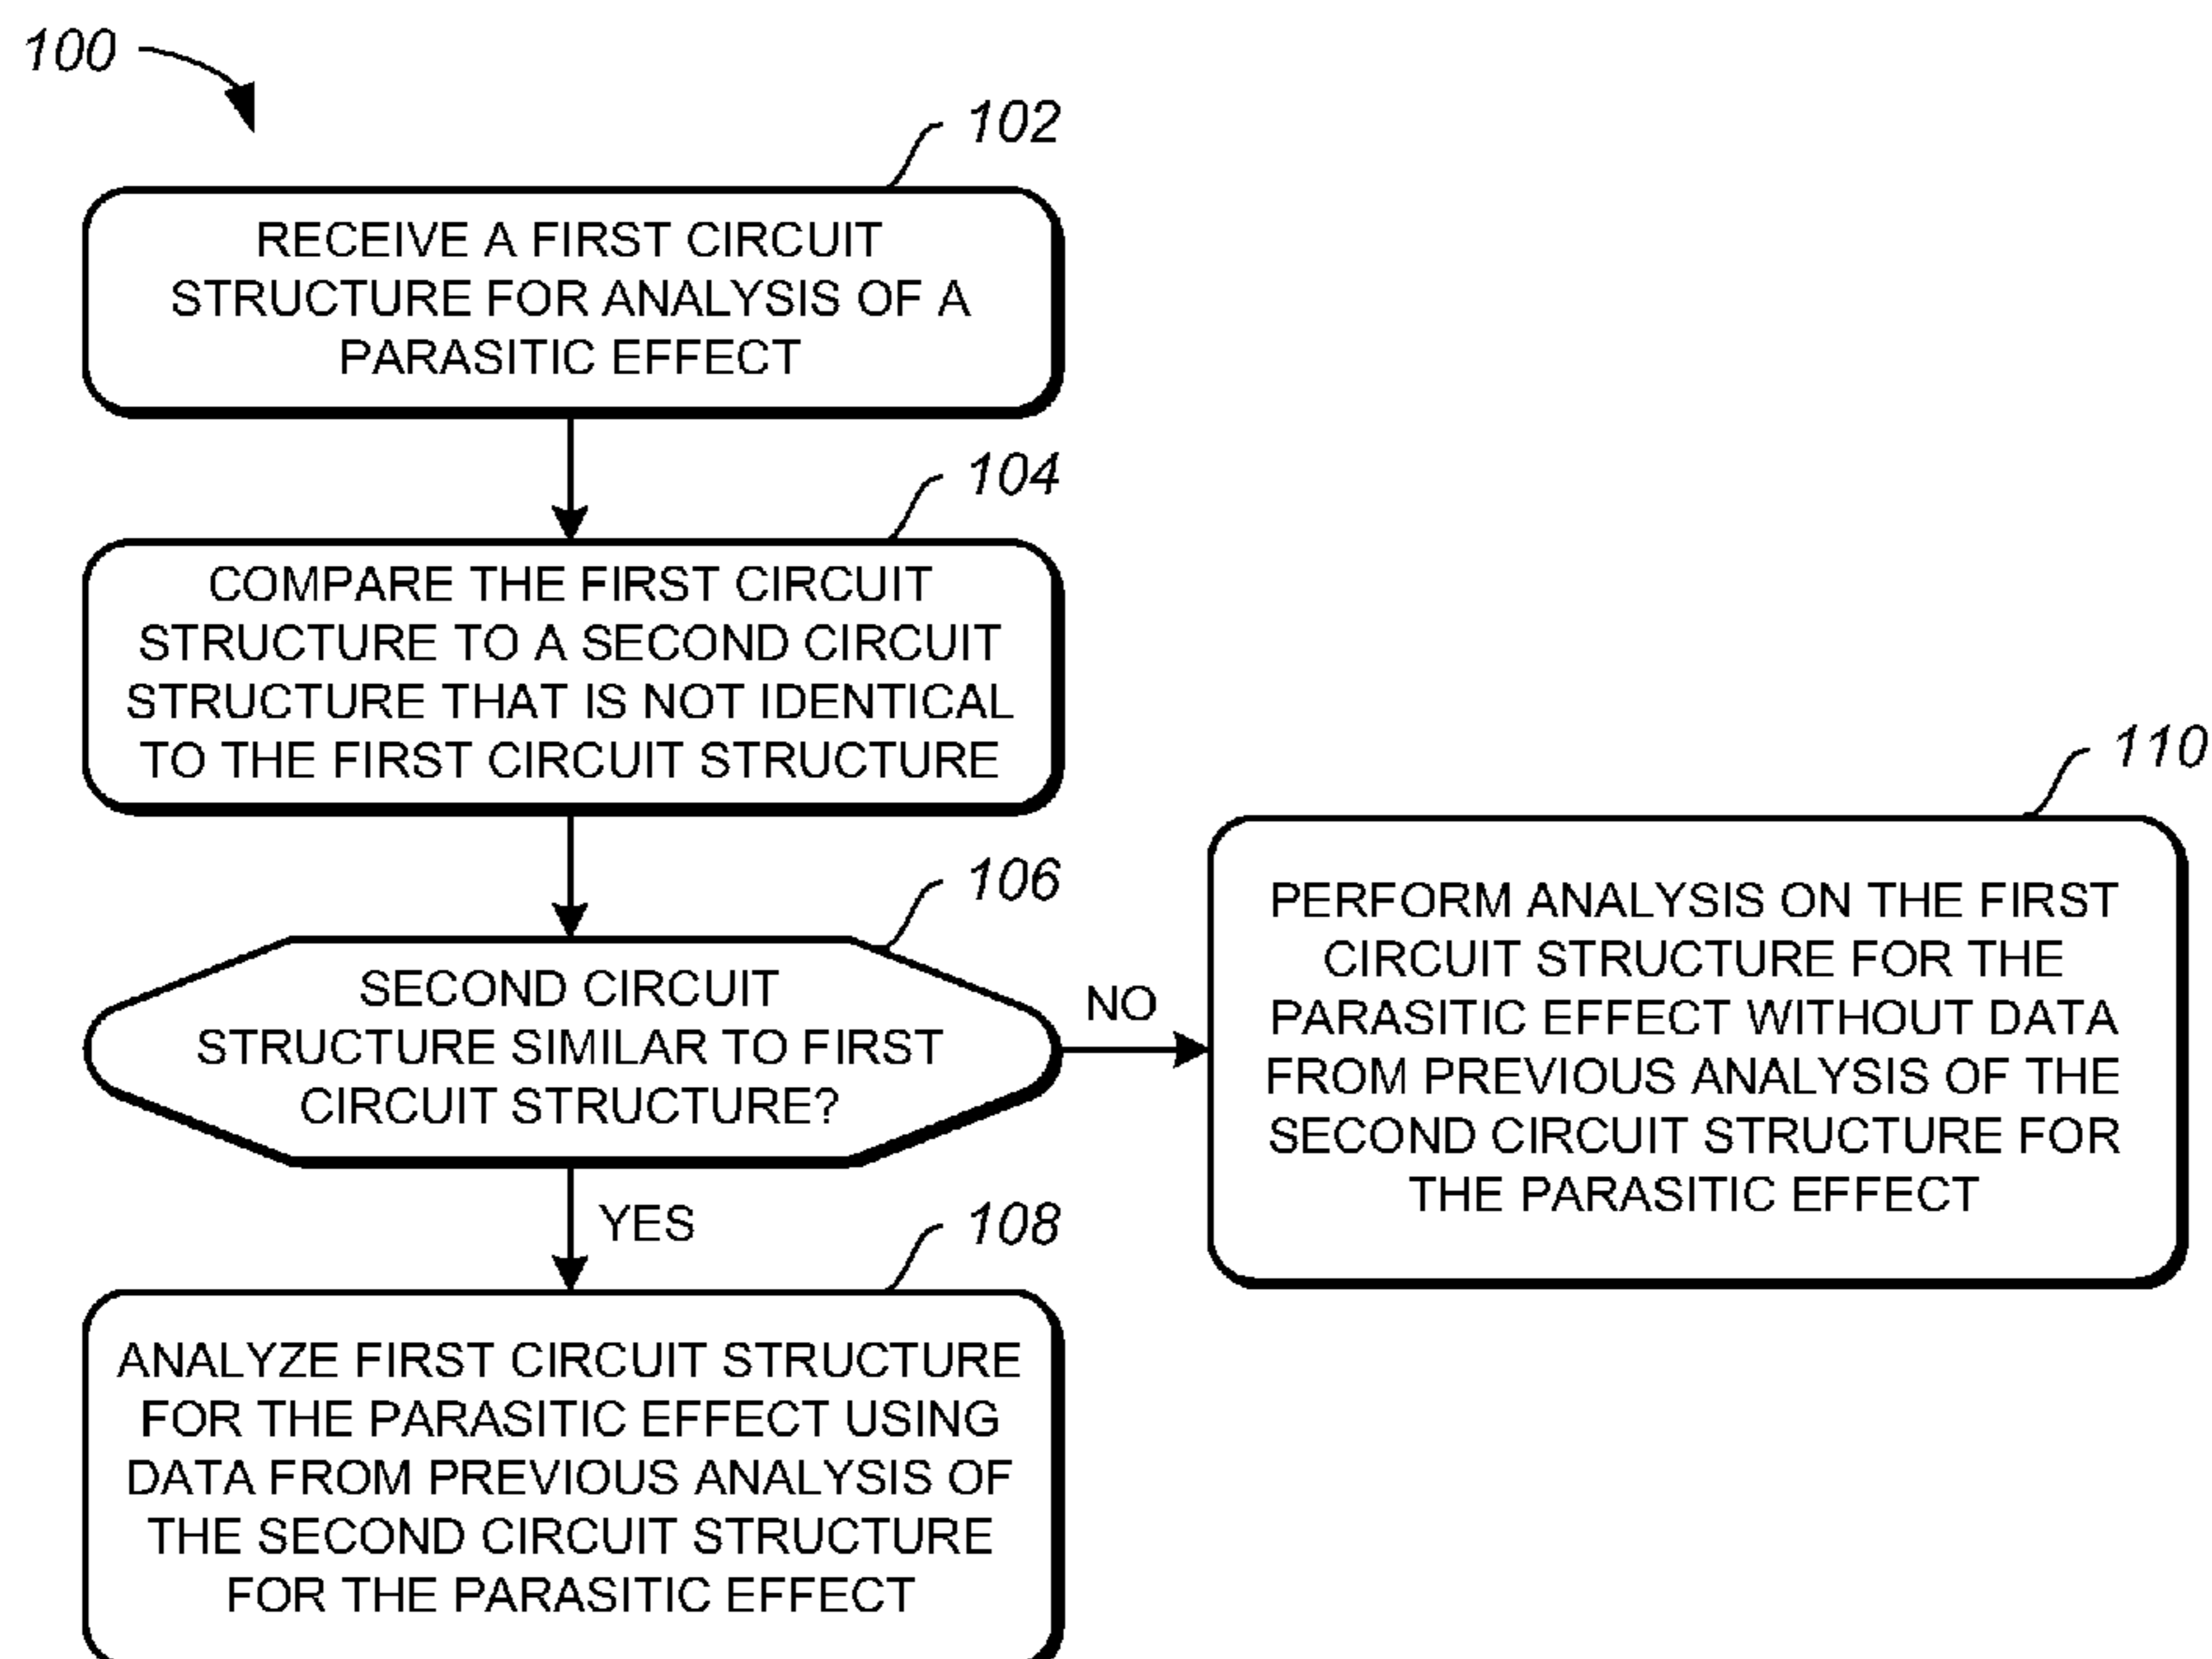 100
102
RECEIVE A FIRST CIRCUIT
STRUCTURE FOR ANALYSIS OF A
PARASITIC EFFECT
104
COMPARE THE FIRST CIRCUIT
STRUCTURE TO A SECOND CIRCUIT
STRUCTURE THAT IS NOT IDENTICAL
TO THE FIRST CIRCUIT STRUCTURE
106
SECOND CIRCUIT
STRUCTURE SIMILAR TO FIRST
CIRCUIT STRUCTURE?
NO
110
PERFORM ANALYSIS ON THE FIRST
CIRCUIT STRUCTURE FOR THE
PARASITIC EFFECT WITHOUT DATA
FROM PREVIOUS ANALYSIS OF THE
SECOND CIRCUIT STRUCTURE FOR
THE PARASITIC EFFECT
YES
108
ANALYZE FIRST CIRCUIT STRUCTURE
FOR THE PARASITIC EFFECT USING
DATA FROM PREVIOUS ANALYSIS OF
THE SECOND CIRCUIT STRUCTURE
FOR THE PARASITIC EFFECT